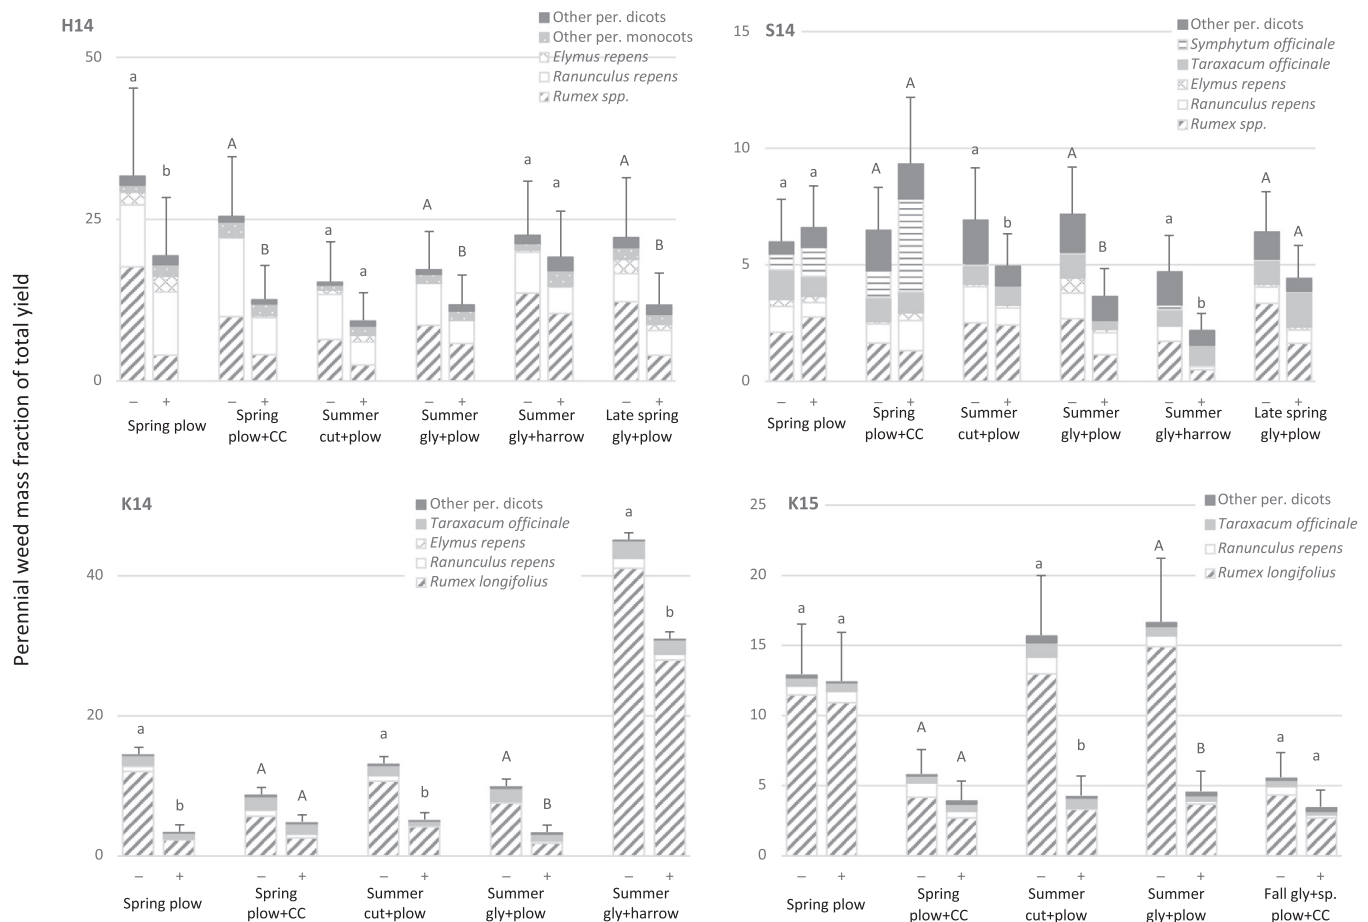 Perennial weed mass fraction of total yield
H14
Other per. dicots
Other per. monocots
Elymus repens
Ranunculus repens
Rumex spp.
50
25
0
a
b
A
B
a
a
A
B
a
a
A
B
– + – + – + – + – + – +
Spring plow
Spring
plow+CC
Summer
cut+plow
Summer
gly+plow
Summer
gly+harrow
Late spring
gly+plow
S14
Other per. dicots
Symphytum officinale
Taraxacum officinale
Elymus repens
Ranunculus repens
Rumex spp.
15
10
5
0
a
a
A
A
a
b
A
B
a
b
A
A
– + – + – + – + – + – +
Spring plow
Spring
plow+CC
Summer
cut+plow
Summer
gly+plow
Summer
gly+harrow
Late spring
gly+plow
K14
Other per. dicots
Taraxacum officinale
Elymus repens
Ranunculus repens
Rumex longifolius
40
20
0
a
b
A
A
a
b
A
B
a
b
– + – + – + – + – +
Spring plow
Spring
plow+CC
Summer
cut+plow
Summer
gly+plow
Summer
gly+harrow
K15
Other per. dicots
Taraxacum officinale
Ranunculus repens
Rumex longifolius
25
20
15
10
5
0
a
a
A
A
a
b
A
B
a
a
– + – + – + – + – +
Spring plow
Spring
plow+CC
Summer
cut+plow
Summer
gly+plow
Fall gly+sp.
plow+CC